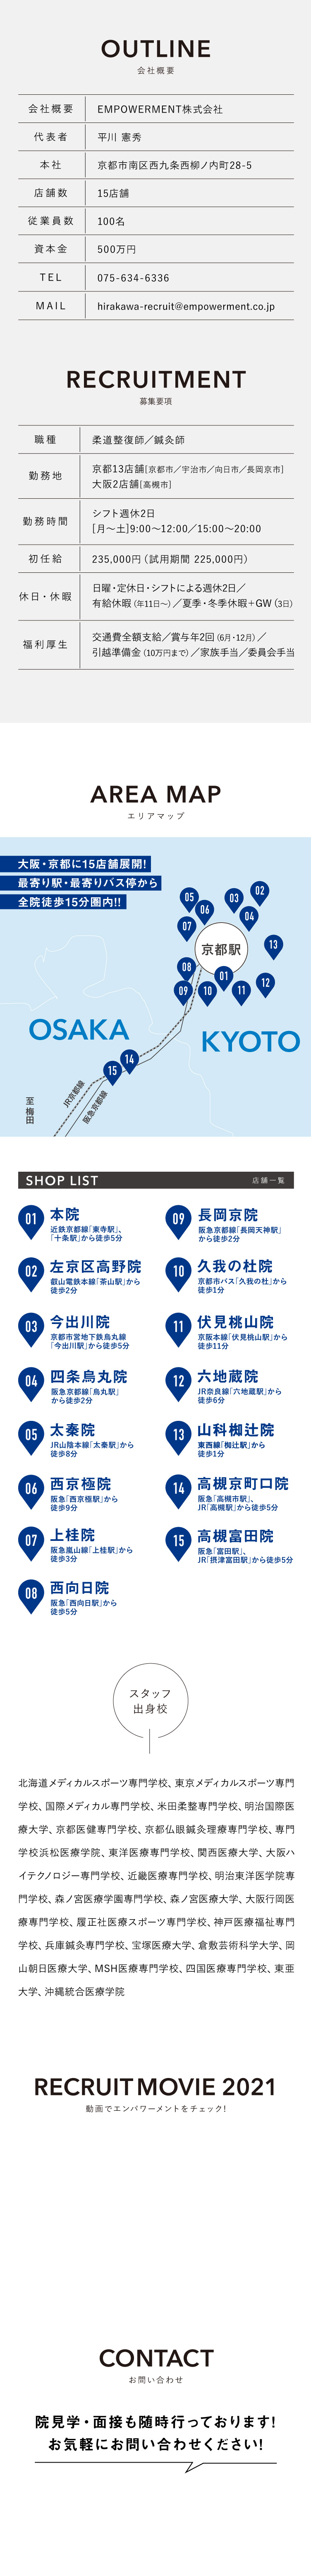 OUTLINE
会社概要
会社概要 EMPOWERMENT株式会社
代表者 平川 憲秀
本社 京都市南区西九条西柳ノ内町28-5
店舗数 15店舗
従業員数 100名
資本金 500万円
TEL 075-634-6336
MAIL hirakawa-recruit@empowerment.co.jp
RECRUITMENT
募集要項
職種 柔道整復師／鍼灸師
勤務地 京都13店舗[京都市／宇治市／向日市／長岡京市]
大阪2店舗[高槻市]
勤務時間 シフト週休2日
[月〜土]9:00〜12:00／15:00〜20:00
初任給 235,000円（試用期間 225,000円）
休日・休暇 日曜・定休日・シフトによる週休2日／
有給休暇（年11日〜）／夏季・冬季休暇＋GW（3日）
福利厚生 交通費全額支給／賞与年2回（6月・12月）／
引越準備金（10万円まで）／家族手当／委員会手当
AREA MAP
エリアマップ
大阪・京都に15店舗展開!
最寄り駅・最寄りバス停から
全院徒歩15分圏内!!
05
06
03
02
04
07
京都駅
13
08
01
09
10
11
12
OSAKA
KYOTO
14
15
至梅田
JR京都線
阪急京都線
SHOP LIST 店舗一覧
01 本院
近鉄京都線「東寺駅」、
「十条駅」から徒歩5分
02 左京区高野院
叡山電鉄本線「茶山駅」から
徒歩2分
03 今出川院
京都市営地下鉄烏丸線
「今出川駅」から徒歩5分
04 四条烏丸院
阪急京都線「烏丸駅」
から徒歩2分
05 太秦院
JR山陰本線「太秦駅」から
徒歩8分
06 西京極院
阪急「西京極駅」から
徒歩9分
07 上桂院
阪急嵐山線「上桂駅」から
徒歩3分
08 西向日院
阪急「西向日駅」から
徒歩5分
09 長岡京院
阪急京都線「長岡天神駅」
から徒歩2分
10 久我の杜院
京都市バス「久我の杜」から
徒歩1分
11 伏見桃山院
京阪本線「伏見桃山駅」から
徒歩11分
12 六地蔵院
JR奈良線「六地蔵駅」から
徒歩6分
13 山科椥辻院
東西線「椥辻駅」から
徒歩1分
14 高槻京町口院
阪急「高槻市駅」、
JR「高槻駅」から徒歩5分
15 高槻富田院
阪急「富田駅」、
JR「摂津富田駅」から徒歩5分
スタッフ
出身校
北海道メディカルスポーツ専門学校、東京メディカルスポーツ専門
学校、国際メディカル専門学校、米田柔整専門学校、明治国際医
療大学、京都医健専門学校、京都仏眼鍼灸理療専門学校、専門
学校浜松医療学院、東洋医療専門学校、関西医療大学、大阪ハ
イテクノロジー専門学校、近畿医療専門学校、明治東洋医学院専
門学校、森ノ宮医療学園専門学校、森ノ宮医療大学、大阪行岡医
療専門学校、履正社医療スポーツ専門学校、神戸医療福祉専門
学校、兵庫鍼灸専門学校、宝塚医療大学、倉敷芸術科学大学、岡
山朝日医療大学、MSH医療専門学校、四国医療専門学校、東亜
大学、沖縄統合医療学院
RECRUIT MOVIE 2021
動画でエンパワーメントをチェック!
CONTACT
お問い合わせ
院見学・面接も随時行っております!
お気軽にお問い合わせください!